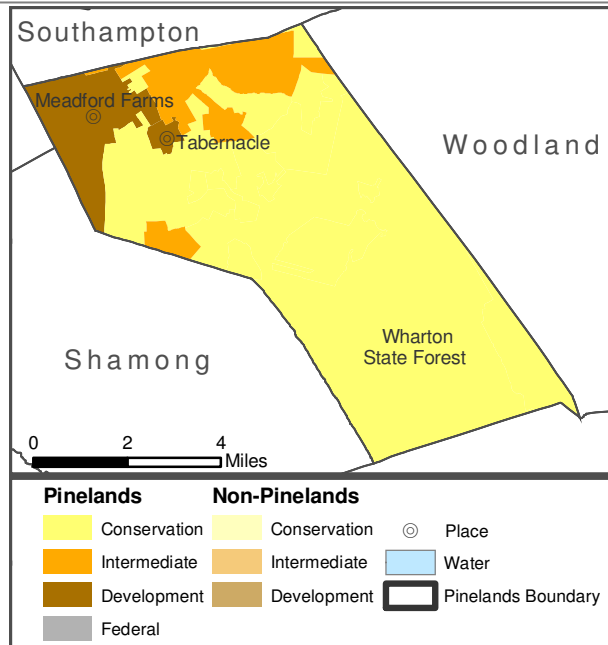 Southampton
Meadford Farms
Tabernacle
Woodland
Wharton
State Forest
Shamong
0 2 4
Miles
Pinelands Non-Pinelands
Conservation Conservation Place
Intermediate Intermediate Water
Development Development Pinelands Boundary
Federal